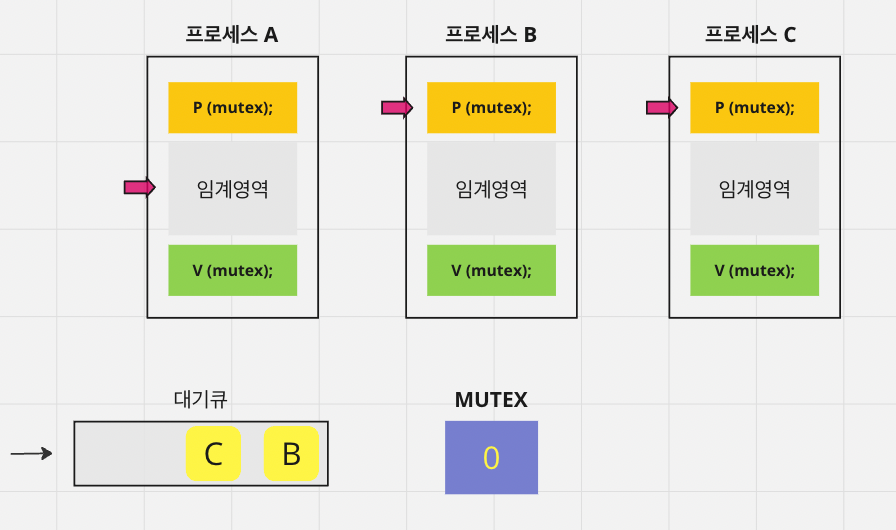 프로세스 A
프로세스 B
프로세스 C
P (mutex);
P (mutex);
P (mutex);
임계영역
임계영역
임계영역
V (mutex);
V (mutex);
V (mutex);
대기큐
MUTEX
C
B
0